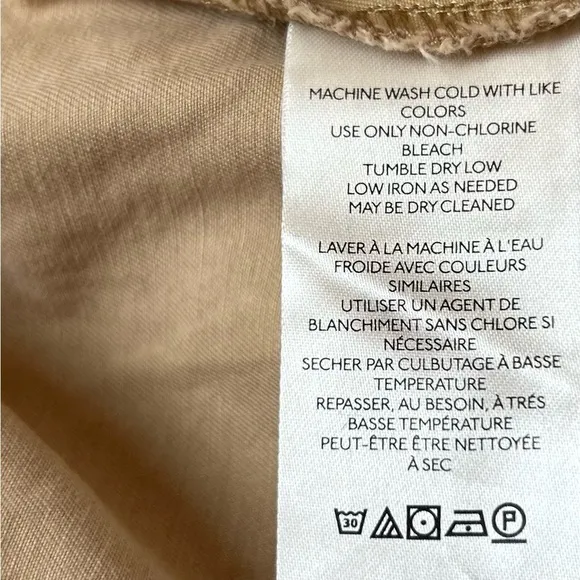 MACHINE WASH COLD WITH LIKE
COLORS
USE ONLY NON-CHLORINE
BLEACH
TUMBLE DRY LOW
LOW IRON AS NEEDED
MAY BE DRY CLEANED
LAVER À LA MACHINE À L'EAU
FROIDE AVEC COULEURS
SIMILAIRES
UTILISER UN AGENT DE
BLANCHIMENT SANS CHLORE SI
NÉCESSAIRE
SECHER PAR CULBUTAGE À BASSE
TEMPERATURE
REPASSER, AU BESOIN, À TRÉS
BASSE TEMPÉRATURE
PEUT-ÊTRE ÊTRE NETTOYÉE
À SEC
30 P